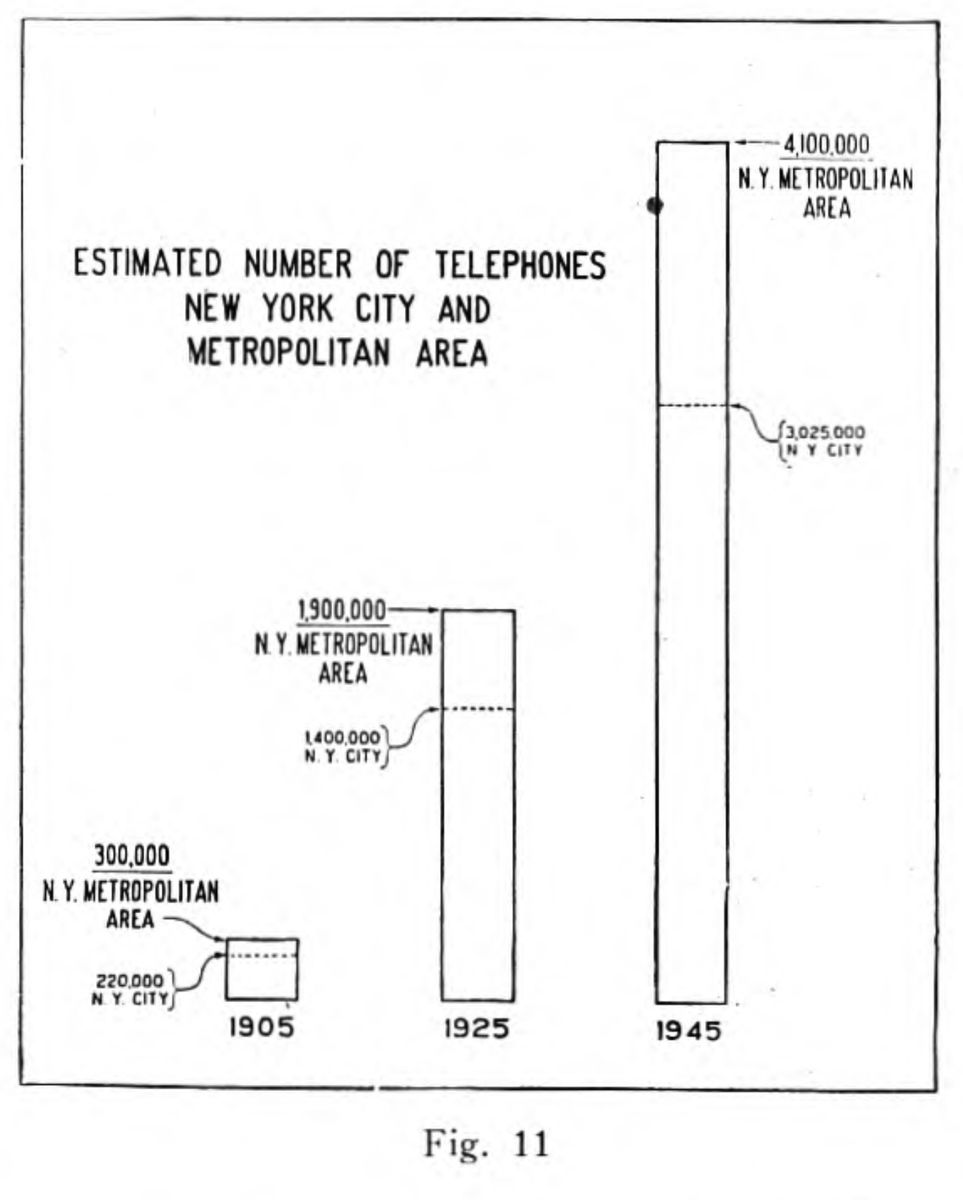 4,100,000
N. Y. METROPOLITAN
AREA
ESTIMATED NUMBER OF TELEPHONES
NEW YORK CITY AND
METROPOLITAN AREA
3,025,000
N Y CITY
1,900,000
N. Y. METROPOLITAN
AREA
1,400,000
N. Y. CITY
300,000
N. Y. METROPOLITAN
AREA
220,000
N. Y. CITY
1905
1925
1945
Fig. 11